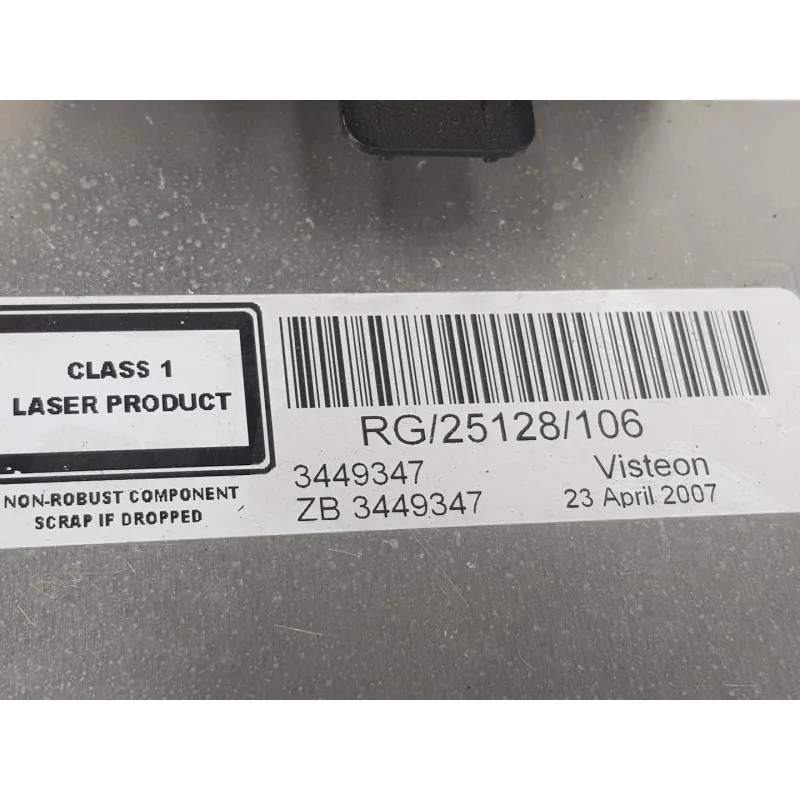 CLASS 1
LASER PRODUCT
NON-ROBUST COMPONENT
SCRAP IF DROPPED
RG/25128/106
3449347
ZB 3449347
Visteon
23 April 2007